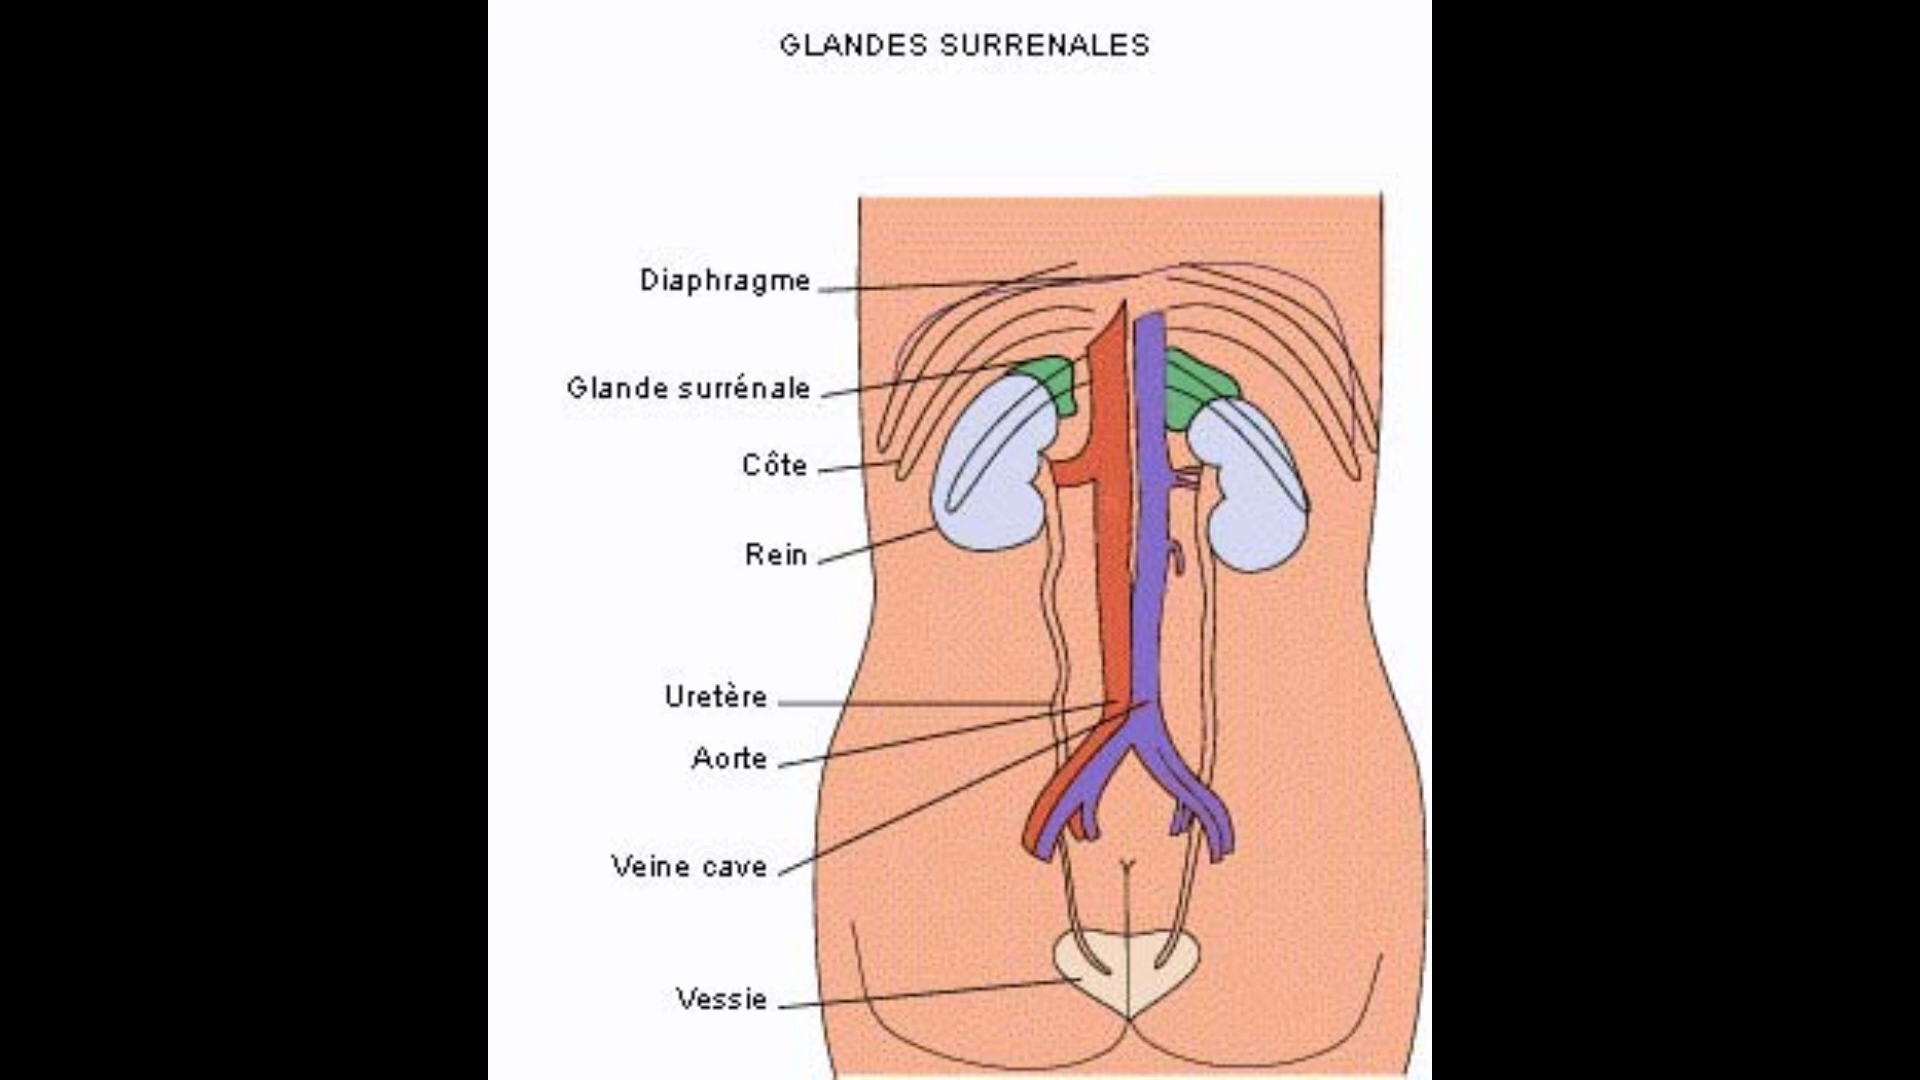 GLANDES SURRENALES
Diaphragme
Glande surrénale
Côte
Rein
Uretère
Aorte
Veine cave
Vessie